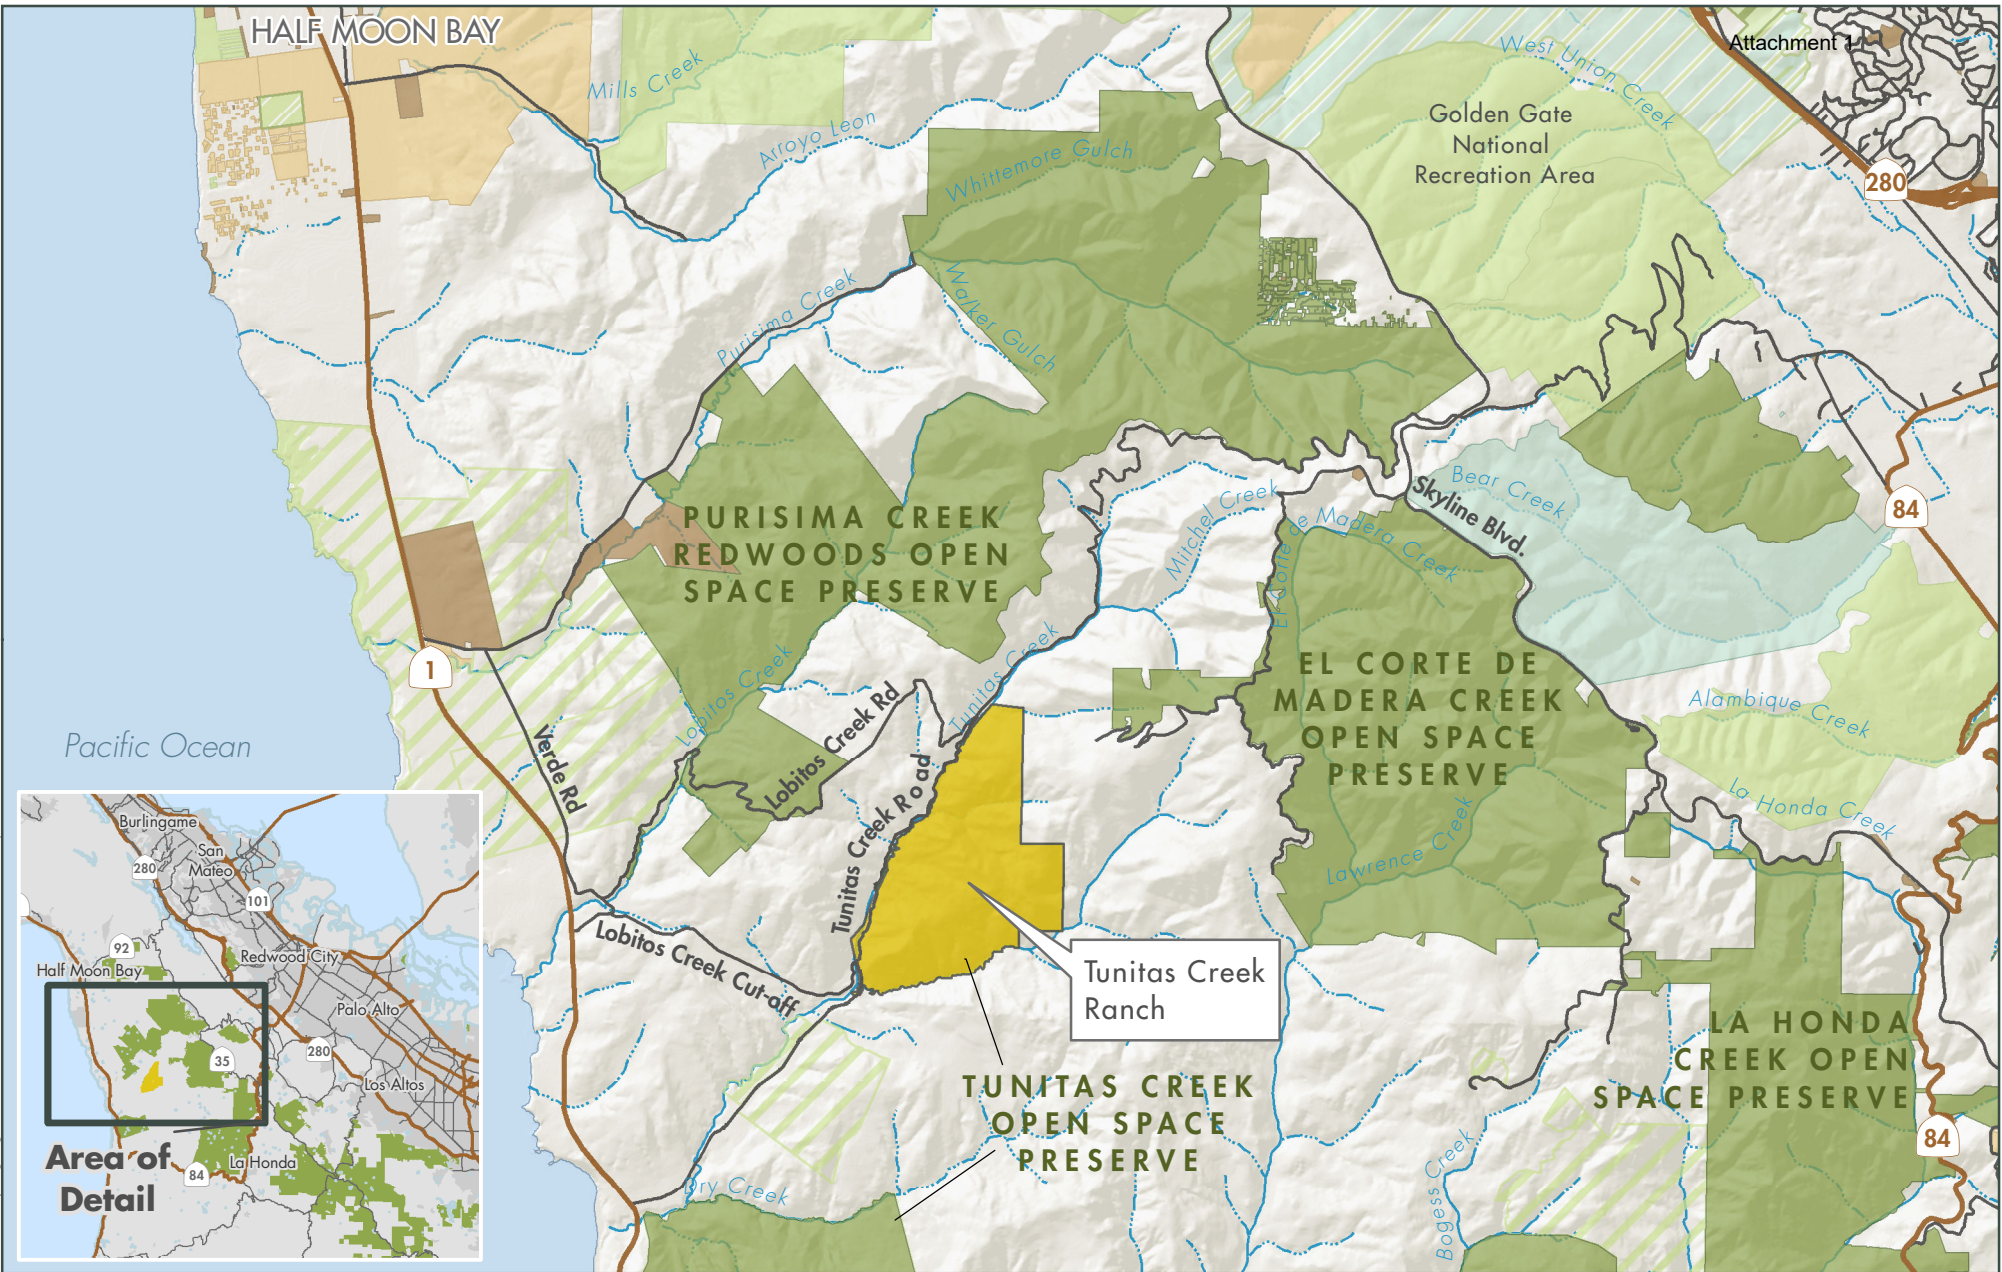 HALF MOON BAY
Attachment 1
Mills Creek
West Union Creek
Arroyo Leon
Golden Gate
National
Recreation Area
Whittemore Gulch
280
Purisima Creek
Walker Gulch
Bear Creek
Skyline Blvd.
84
Mitchel Creek
El Corte de Madera Creek
PURISIMA CREEK
REDWOODS OPEN
SPACE PRESERVE
1
Lobitos Creek
Tunitas Creek
EL CORTE DE
MADERA CREEK
OPEN SPACE
PRESERVE
Alambique Creek
Pacific Ocean
Verde Rd
Lobitos Creek Rd
Tunitas Creek Road
La Honda Creek
Lawrence Creek
Lobitos Creek Cut-off
Tunitas Creek
Ranch
LA HONDA
CREEK OPEN
SPACE PRESERVE
TUNITAS CREEK
OPEN SPACE
PRESERVE
84
Dry Creek
Bogess Creek
Burlingame
San
Mateo
280
101
92
Redwood City
Half Moon Bay
Palo Alto
280
35
Los Altos
Area of
Detail
84
La Honda